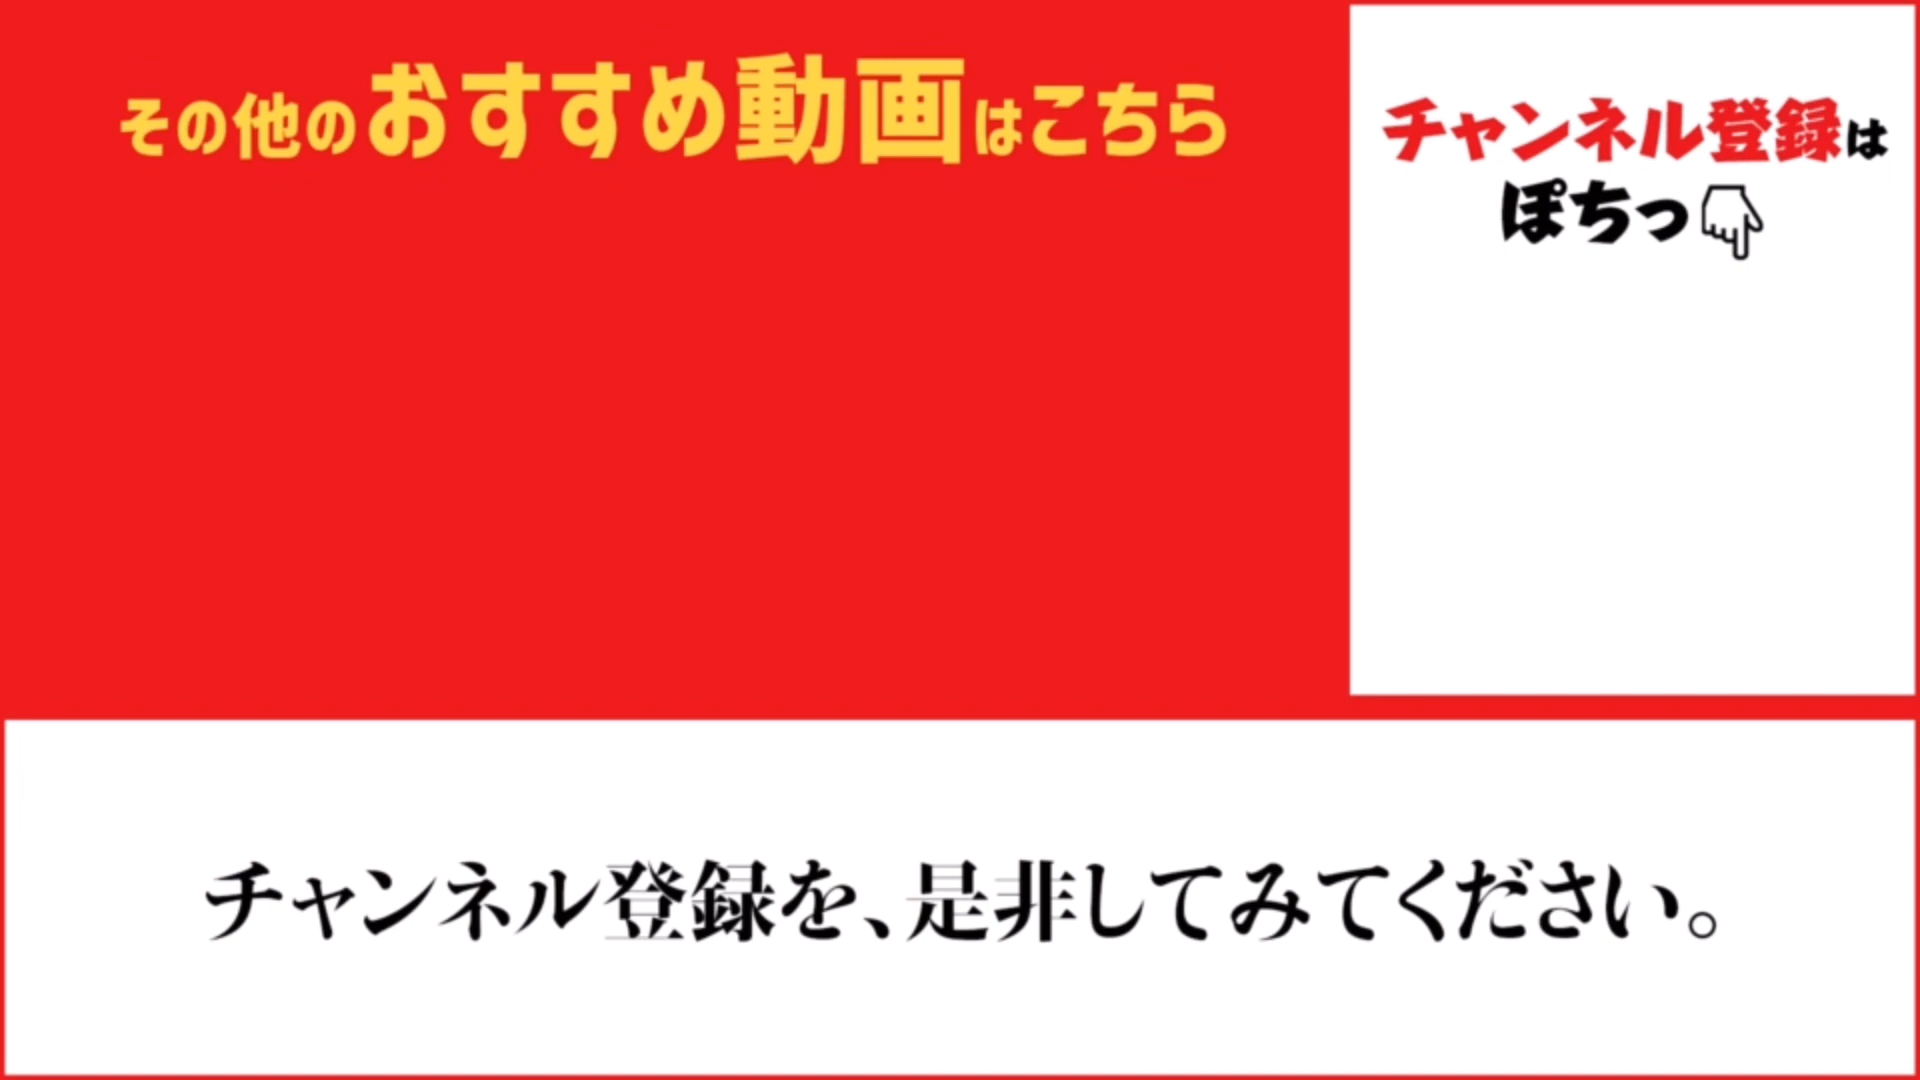 その他のおすすめ動画はこちら
チャンネル登録は
ぽちっ👇
チャンネル登録を、是非してみてください。